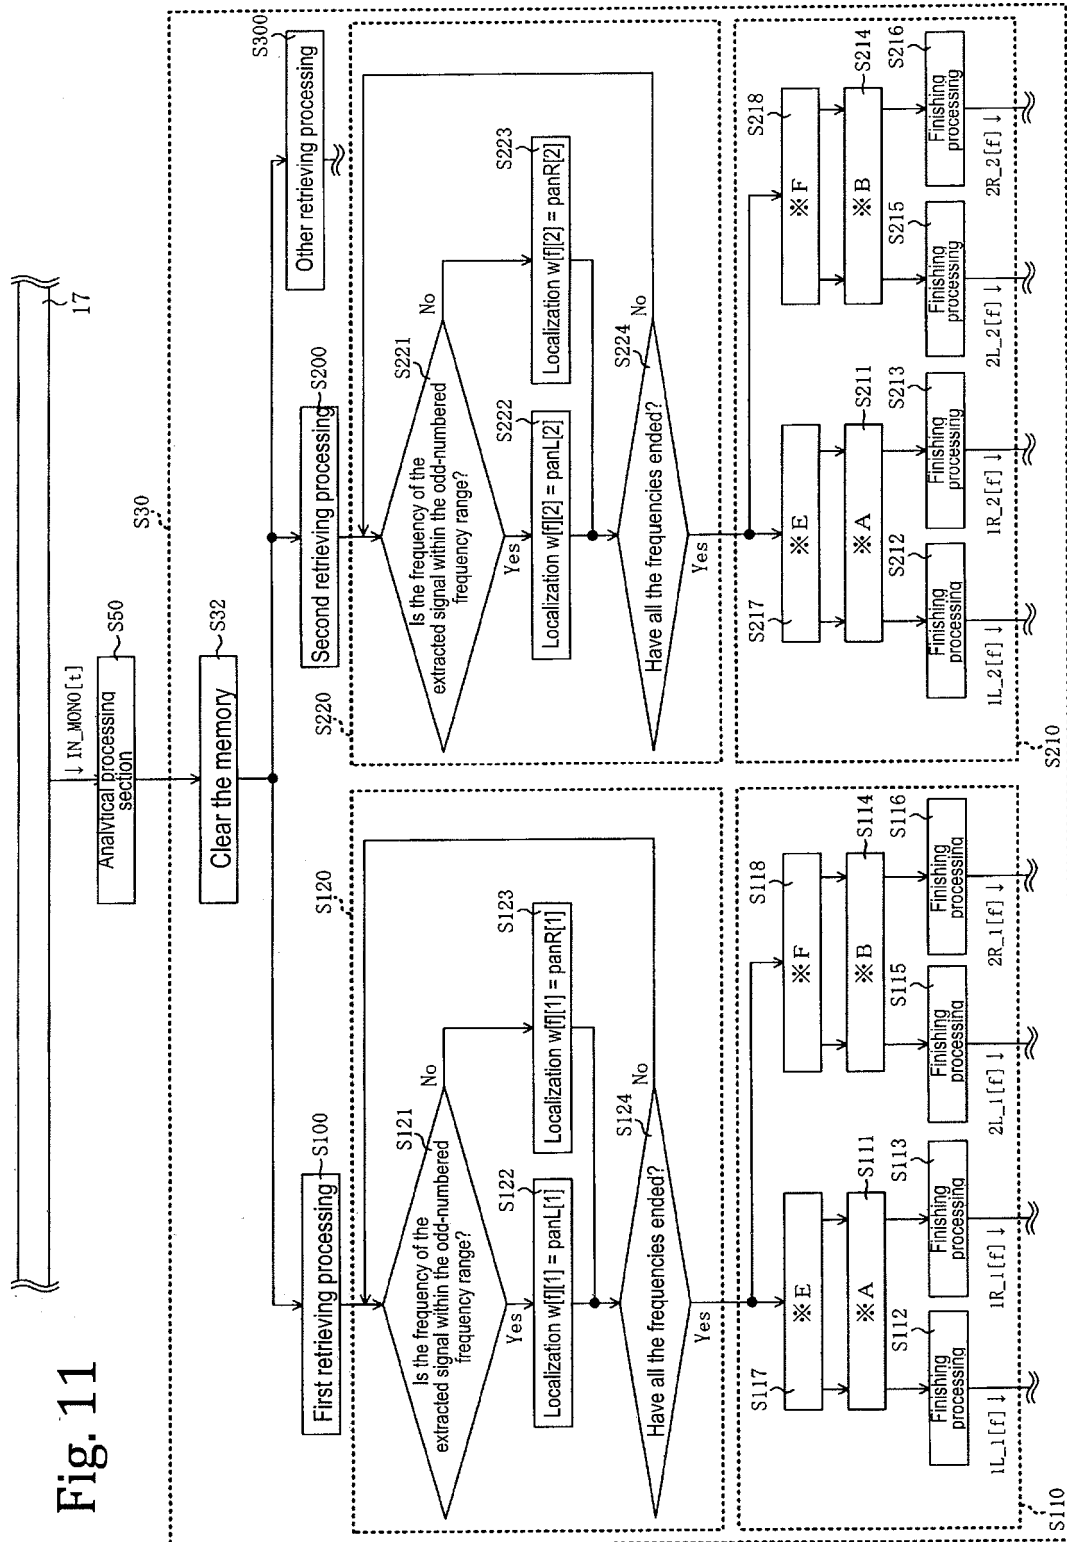 Fig. 11
17
↓IN_MONO[t]
Analytical processing
section
S50
S30
Clear the memory
S32
First retrieving processing
S100
Second retrieving processing
S200
Other retrieving processing
S300
S120
Is the frequency of the
extracted signal within the odd-numbered
frequency range?
S121
No
Yes
Localization w[f][1] = panL[1]
S122
Localization w[f][1] = panR[1]
S123
Have all the frequencies ended?
S124
No
Yes
S220
Is the frequency of the
extracted signal within the odd-numbered
frequency range?
S221
No
Yes
Localization w[f][2] = panL[2]
S222
Localization w[f][2] = panR[2]
S223
Have all the frequencies ended?
S224
No
Yes
S110
S117
※E
※A
S111
Finishing
processing
S112
Finishing
processing
S113
1L_1[f]↓
1R_1[f]↓
※F
S118
※B
S114
Finishing
processing
S115
Finishing
processing
S116
2L_1[f]↓
2R_1[f]↓
S210
S217
※E
※A
S211
Finishing
processing
S212
Finishing
processing
S213
1L_2[f]↓
1R_2[f]↓
※F
S218
※B
S214
Finishing
processing
S215
Finishing
processing
S216
2L_2[f]↓
2R_2[f]↓